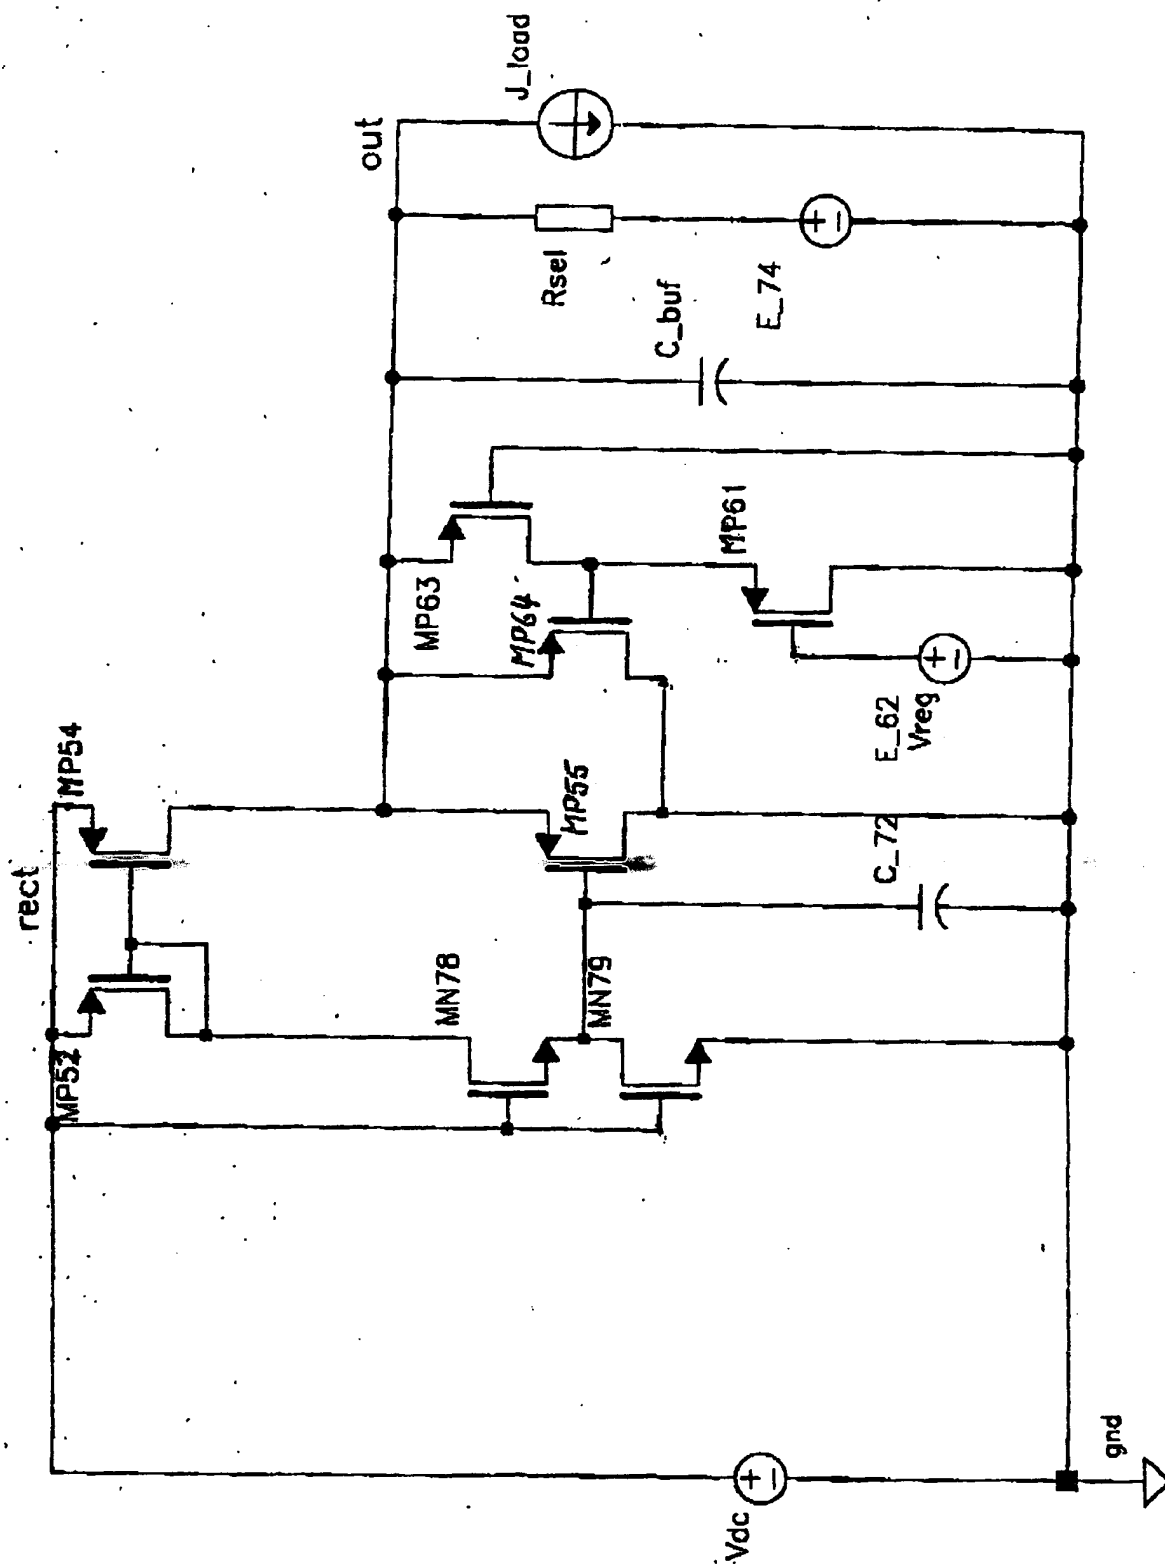 rect
MP52
MP54
out
J_load
Rsel
C_buf
E_74
MP63
MP64
MP61
MP55
E_62
Vreg
C_72
MN78
MN79
Vdc
gnd